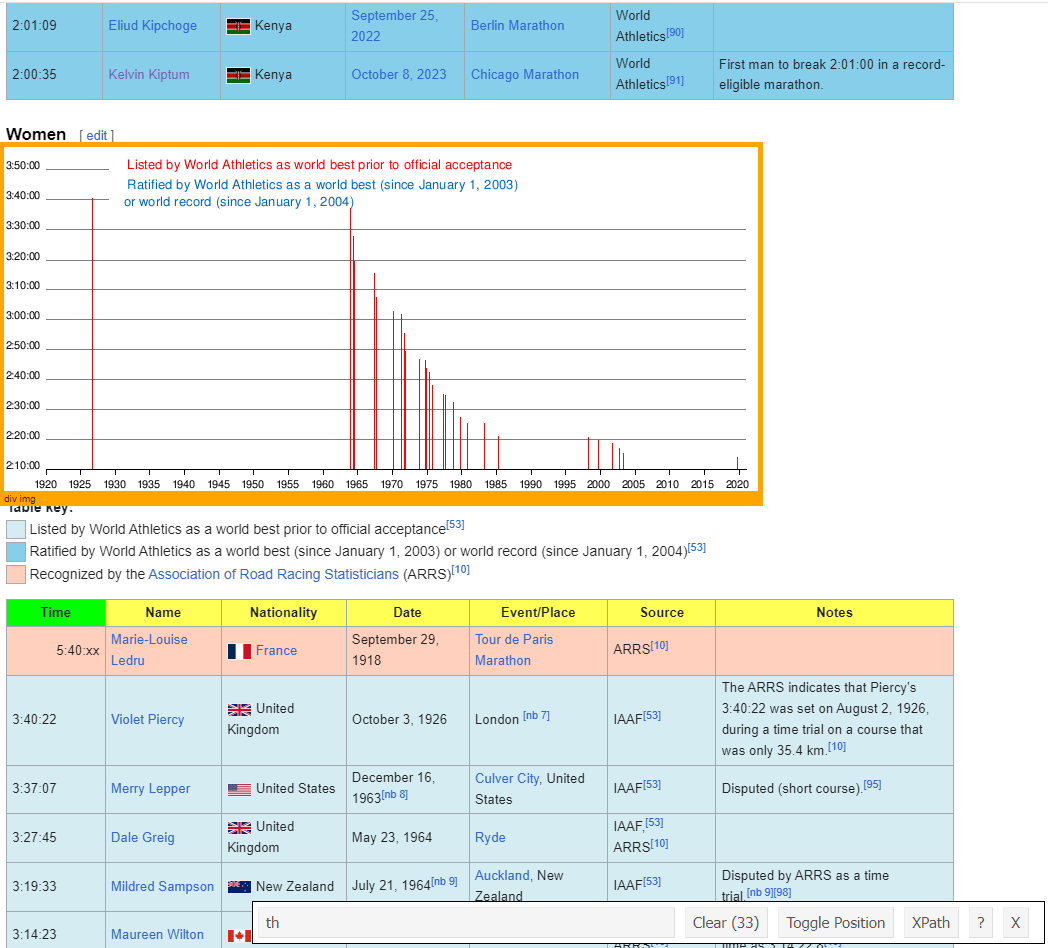 2:01:09 Eliud Kipchoge Kenya September 25, 2022 Berlin Marathon World Athletics[90]
2:00:35 Kelvin Kiptum Kenya October 8, 2023 Chicago Marathon World Athletics[91] First man to break 2:01:00 in a record-eligible marathon.
Women [ edit ]
Listed by World Athletics as world best prior to official acceptance
Ratified by World Athletics as a world best (since January 1, 2003)
or world record (since January 1, 2004)
3:50:00
3:40:00
3:30:00
3:20:00
3:10:00
3:00:00
2:50:00
2:40:00
2:30:00
2:20:00
2:10:00
1920 1925 1930 1935 1940 1945 1950 1955 1960 1965 1970 1975 1980 1985 1990 1995 2000 2005 2010 2015 2020
div img
Table key:
Listed by World Athletics as a world best prior to official acceptance[53]
Ratified by World Athletics as a world best (since January 1, 2003) or world record (since January 1, 2004)[53]
Recognized by the Association of Road Racing Statisticians (ARRS)[10]
Time Name Nationality Date Event/Place Source Notes
5:40:xx Marie-Louise Ledru France September 29, 1918 Tour de Paris Marathon ARRS[10]
3:40:22 Violet Piercy United Kingdom October 3, 1926 London [nb 7] IAAF[53] The ARRS indicates that Piercy's 3:40:22 was set on August 2, 1926, during a time trial on a course that was only 35.4 km.[10]
3:37:07 Merry Lepper United States December 16, 1963[nb 8] Culver City, United States IAAF[53] Disputed (short course).[95]
3:27:45 Dale Greig United Kingdom May 23, 1964 Ryde IAAF,[53] ARRS[10]
3:19:33 Mildred Sampson New Zealand July 21, 1964[nb 9] Auckland, New Zealand IAAF[53] Disputed by ARRS as a time trial.[nb 9][98]
3:14:23 Maureen Wilton
th Clear (33) Toggle Position XPath ? X